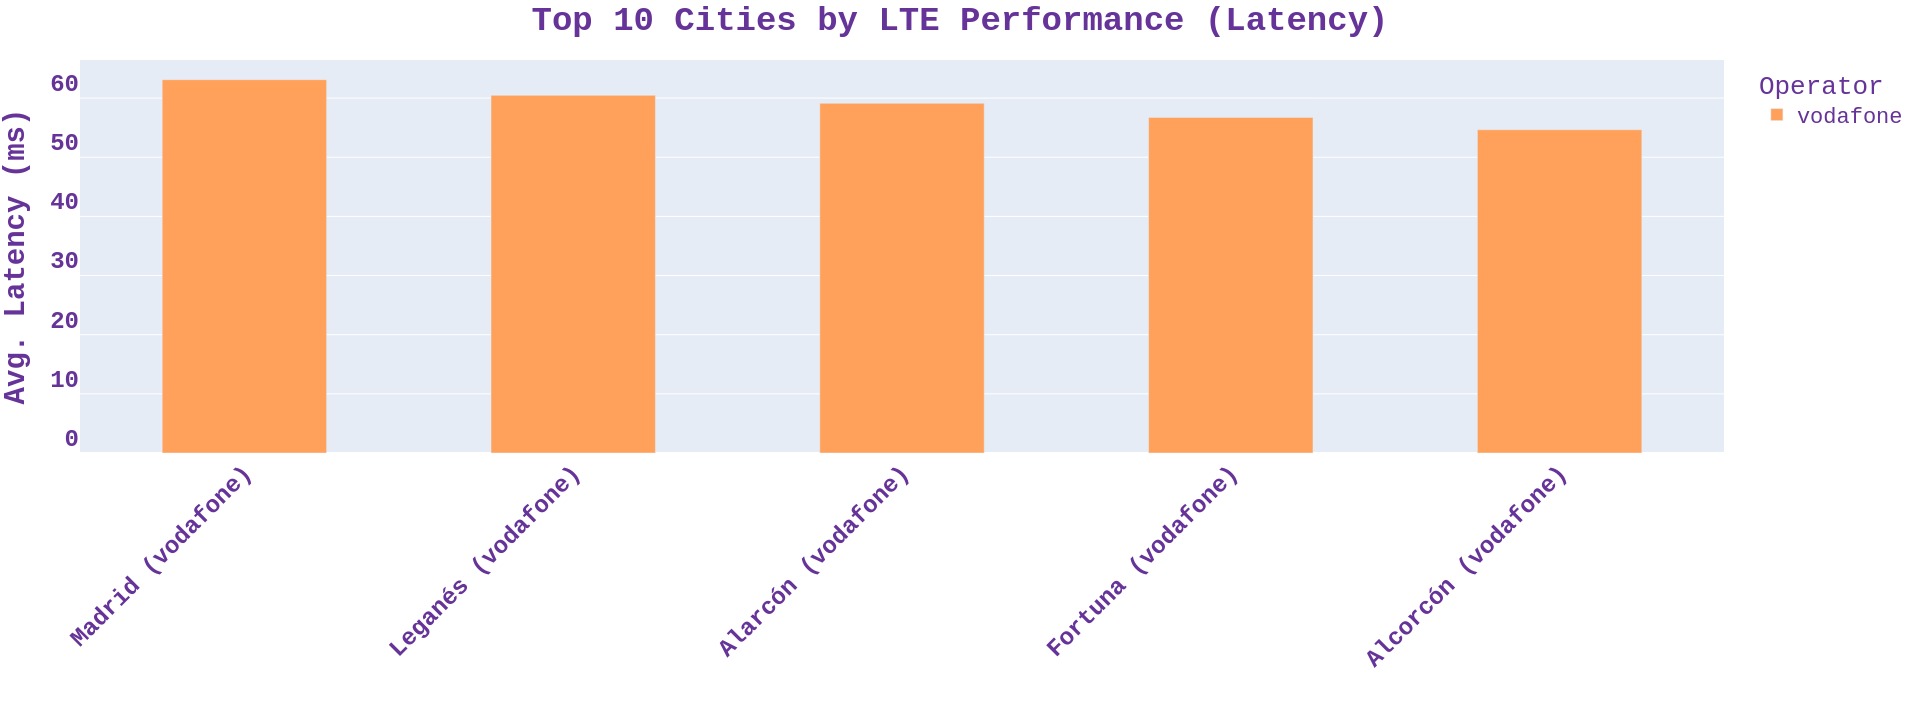 Top 10 Cities by LTE Performance (Latency)
Avg. Latency (ms)
60
50
40
30
20
10
0
Madrid (vodafone)
Leganés (vodafone)
Alarcón (vodafone)
Fortuna (vodafone)
Alcorcón (vodafone)
Operator
vodafone